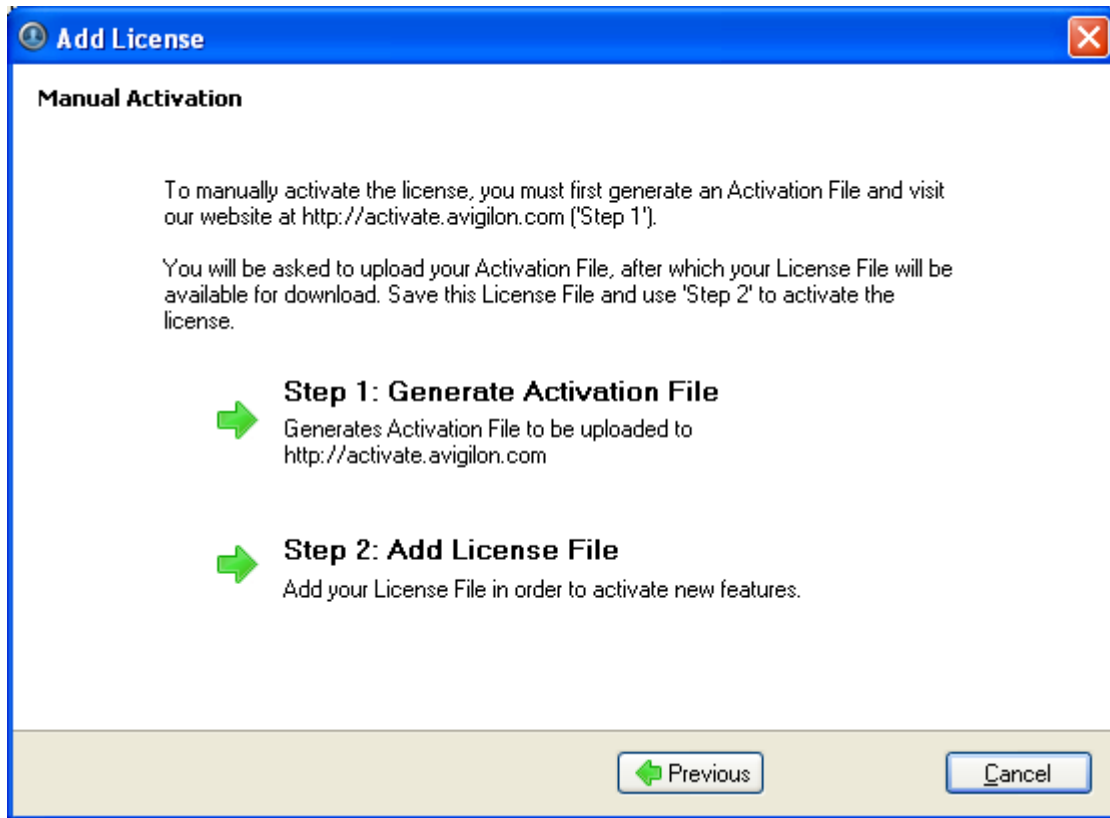 Add License
Manual Activation
To manually activate the license, you must first generate an Activation File and visit
our website at http://activate.avigilon.com ('Step 1').
You will be asked to upload your Activation File, after which your License File will be
available for download. Save this License File and use 'Step 2' to activate the
license.
Step 1: Generate Activation File
Generates Activation File to be uploaded to
http://activate.avigilon.com
Step 2: Add License File
Add your License File in order to activate new features.
Previous
Cancel